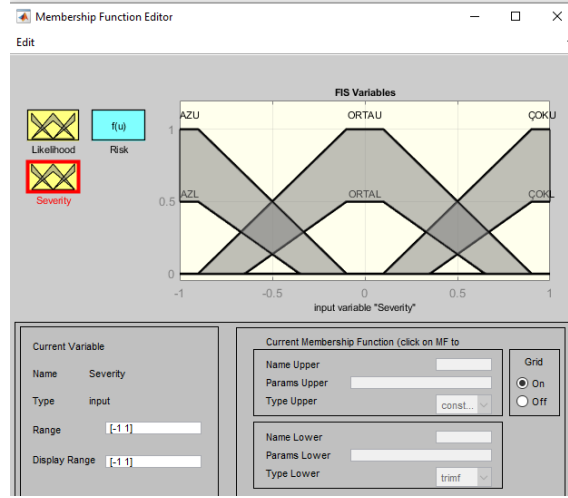 Membership Function Editor
Edit
FIS Variables
AZU ORTAU ÇOKU
f(u)
1
Likelihood Risk
AZL ORTAL ÇOKL
0.5
Severity
0
-1 -0.5 0 0.5 1
input variable "Severity"
Current Variable
Name Severity
Type input
Range [-1 1]
Display Range [-1 1]
Current Membership Function (click on MF to
Name Upper
Params Upper
Type Upper const...
Name Lower
Params Lower
Type Lower trimf
Grid
On
Off